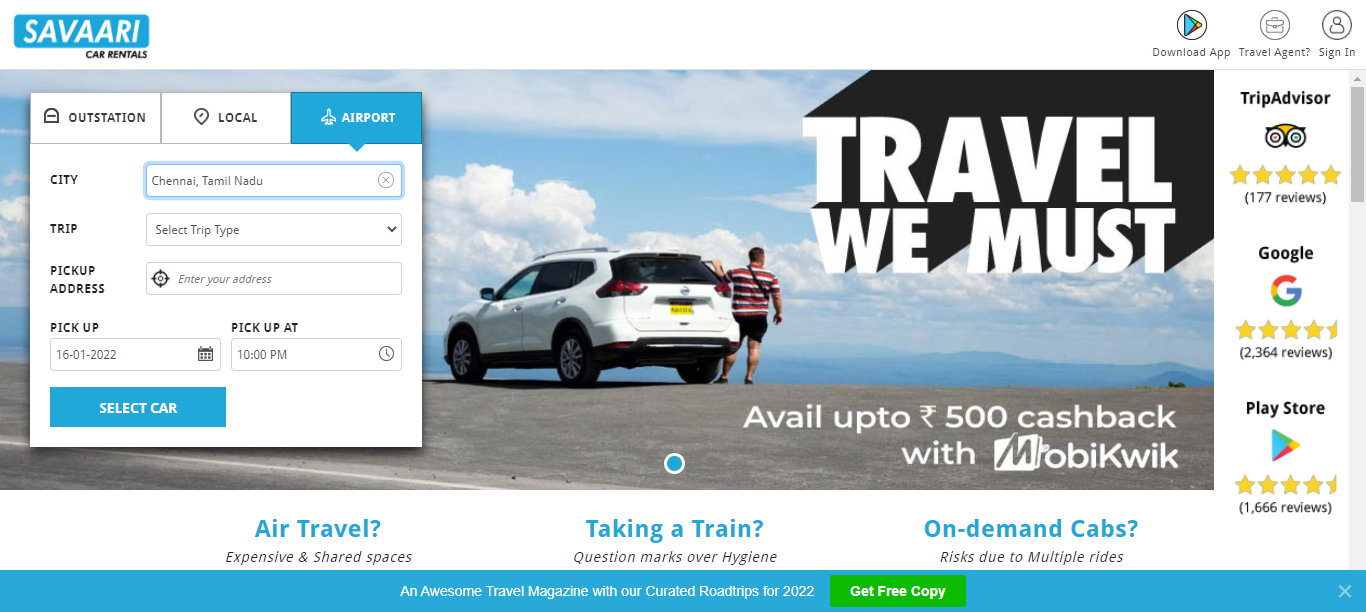 SAVAARI
CAR RENTALS
Download App
Travel Agent?
Sign In
OUTSTATION
LOCAL
AIRPORT
CITY
Chennai, Tamil Nadu
TRIP
Select Trip Type
PICKUP
ADDRESS
Enter your address
PICK UP
PICK UP AT
16-01-2022
10:00 PM
SELECT CAR
TRAVEL
WE MUST
Avail upto ₹ 500 cashback
with MobiKwik
TripAdvisor
(177 reviews)
Google
(2,364 reviews)
Play Store
(1,666 reviews)
Air Travel?
Expensive & Shared spaces
Taking a Train?
Question marks over Hygiene
On-demand Cabs?
Risks due to Multiple rides
An Awesome Travel Magazine with our Curated Roadtrips for 2022
Get Free Copy